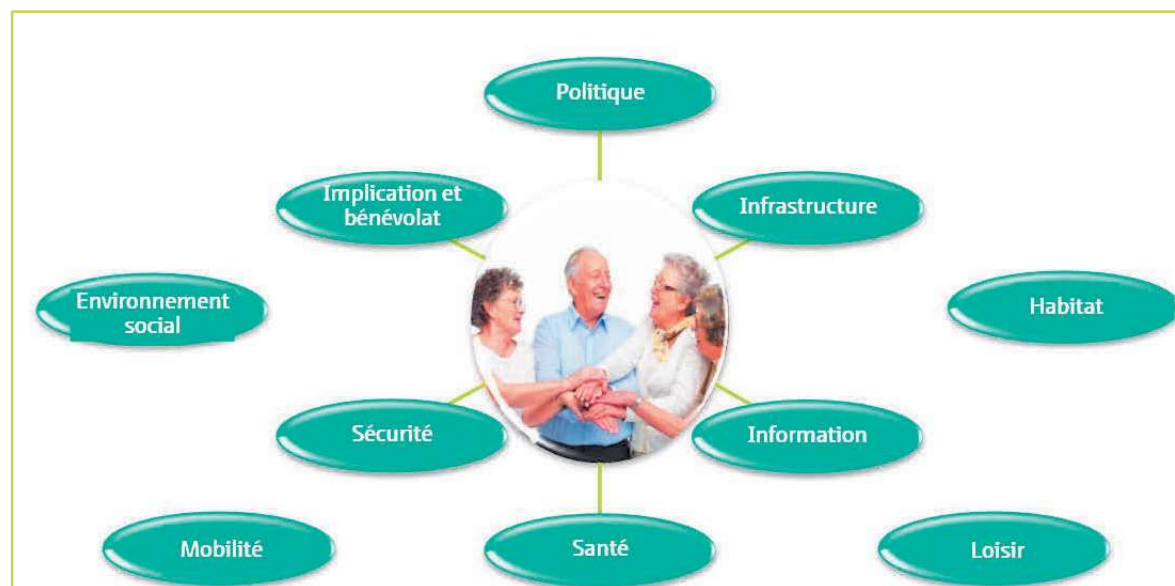 Politique
Implication et
bénévolat
Infrastructure
Environnement
social
Habitat
Sécurité
Information
Mobilité
Santé
Loisir